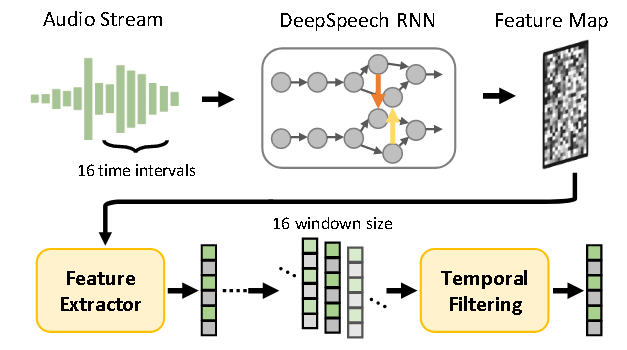 Audio Stream
DeepSpeech RNN
Feature Map
16 time intervals
16 windown size
Feature
Extractor
Temporal
Filtering